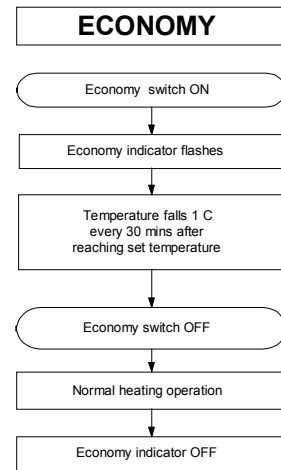 ECONOMY
Economy switch ON
Economy indicator flashes
Temperature falls 1 C
every 30 mins after
reaching set temperature
Economy switch OFF
Normal heating operation
Economy indicator OFF